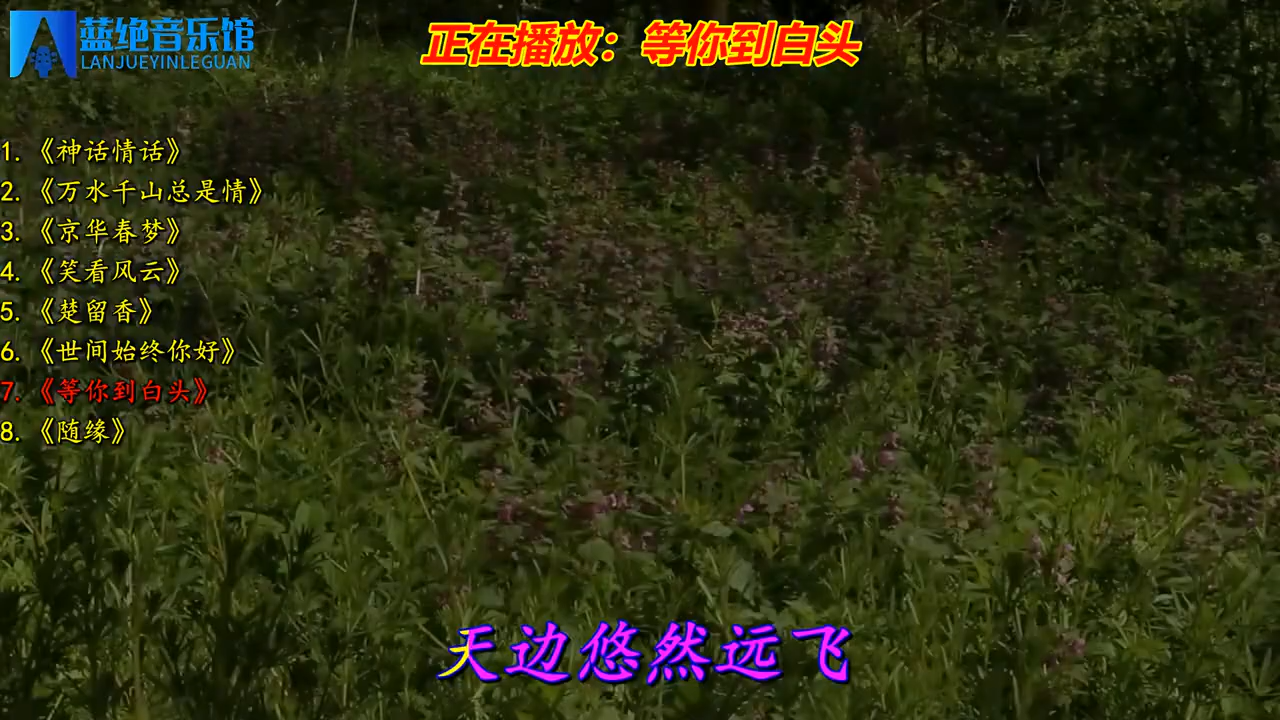 蓝绝音乐馆
LANJUEYINLEGUAN
正在播放：等你到白头
1.《神话情话》
2.《万水千山总是情》
3.《京华春梦》
4.《笑看风云》
5.《楚留香》
6.《世间始终你好》
7.《等你到白头》
8.《随缘》
天边悠然远飞